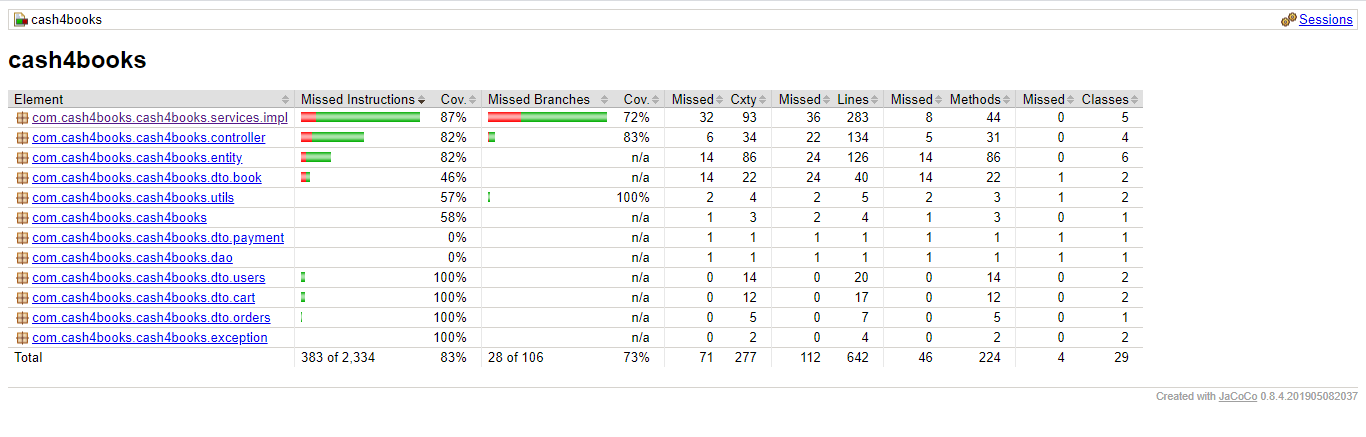 cash4books Sessions
cash4books
Element Missed Instructions Cov. Missed Branches Cov. Missed Cxty Missed Lines Missed Methods Missed Classes
com.cash4books.cash4books.services.impl 87% 72% 32 93 36 283 8 44 0 5
com.cash4books.cash4books.controller 82% 83% 6 34 22 134 5 31 0 4
com.cash4books.cash4books.entity 82% n/a 14 86 24 126 14 86 0 6
com.cash4books.cash4books.dto.book 46% n/a 14 22 24 40 14 22 1 2
com.cash4books.cash4books.utils 57% 100% 2 4 2 5 2 3 1 2
com.cash4books.cash4books 58% n/a 1 3 2 4 1 3 0 1
com.cash4books.cash4books.dto.payment 0% n/a 1 1 1 1 1 1 1 1
com.cash4books.cash4books.dao 0% n/a 1 1 1 1 1 1 1 1
com.cash4books.cash4books.dto.users 100% n/a 0 14 0 20 0 14 0 2
com.cash4books.cash4books.dto.cart 100% n/a 0 12 0 17 0 12 0 2
com.cash4books.cash4books.dto.orders 100% n/a 0 5 0 7 0 5 0 1
com.cash4books.cash4books.exception 100% n/a 0 2 0 4 0 2 0 2
Total 383 of 2,334 83% 28 of 106 73% 71 277 112 642 46 224 4 29
Created with JaCoCo 0.8.4.201905082037